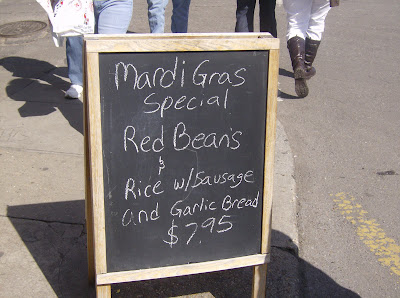 Mardi Gras
Special
Red Bean's
&
Rice w/Sausage
and Garlic Bread
$7.95